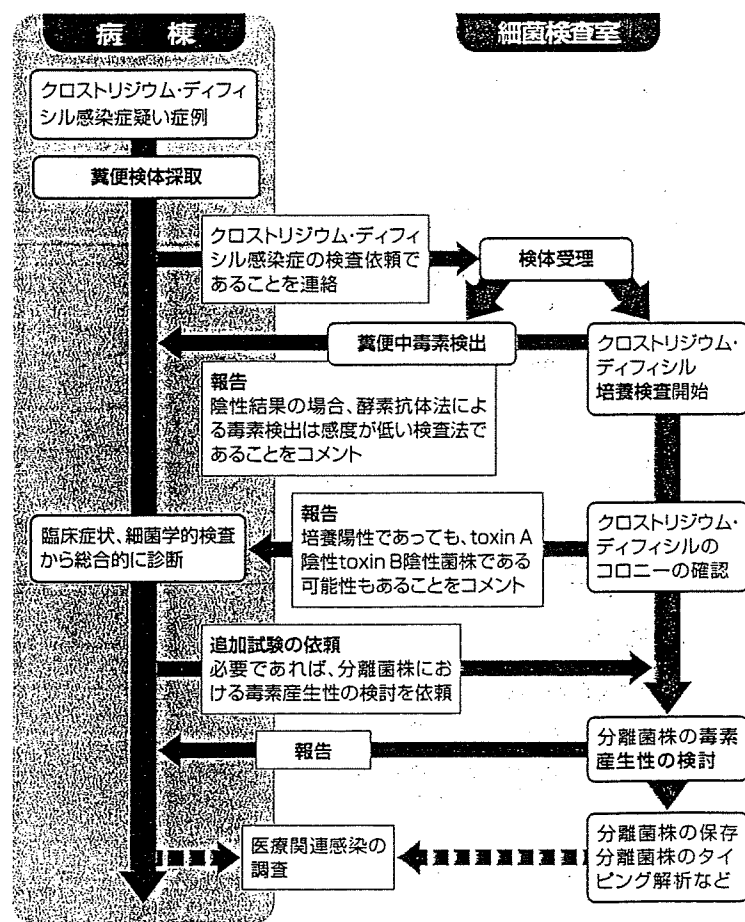 病棟
細菌検査室
クロストリジウム・ディフィ
シル感染症疑い症例
糞便検体採取
クロストリジウム・ディフィ
シル感染症の検査依頼で
あることを連絡
検体受理
糞便中毒素検出
クロストリジウム・
ディフィシル
培養検査開始
報告
陰性結果の場合、酵素抗体法によ
る毒素検出は感度が低い検査法で
あることをコメント
臨床症状、細菌学的検査
から総合的に診断
報告
培養陽性であっても、toxin A
陰性toxin B陰性菌株である
可能性もあることをコメント
クロストリジウム・
ディフィシルの
コロニーの確認
追加試験の依頼
必要であれば、分離菌株にお
ける毒素産生性の検討を依頼
報告
分離菌株の毒素
産生性の検討
医療関連感染の
調査
分離菌株の保存
分離菌株のタイ
ピング解析など